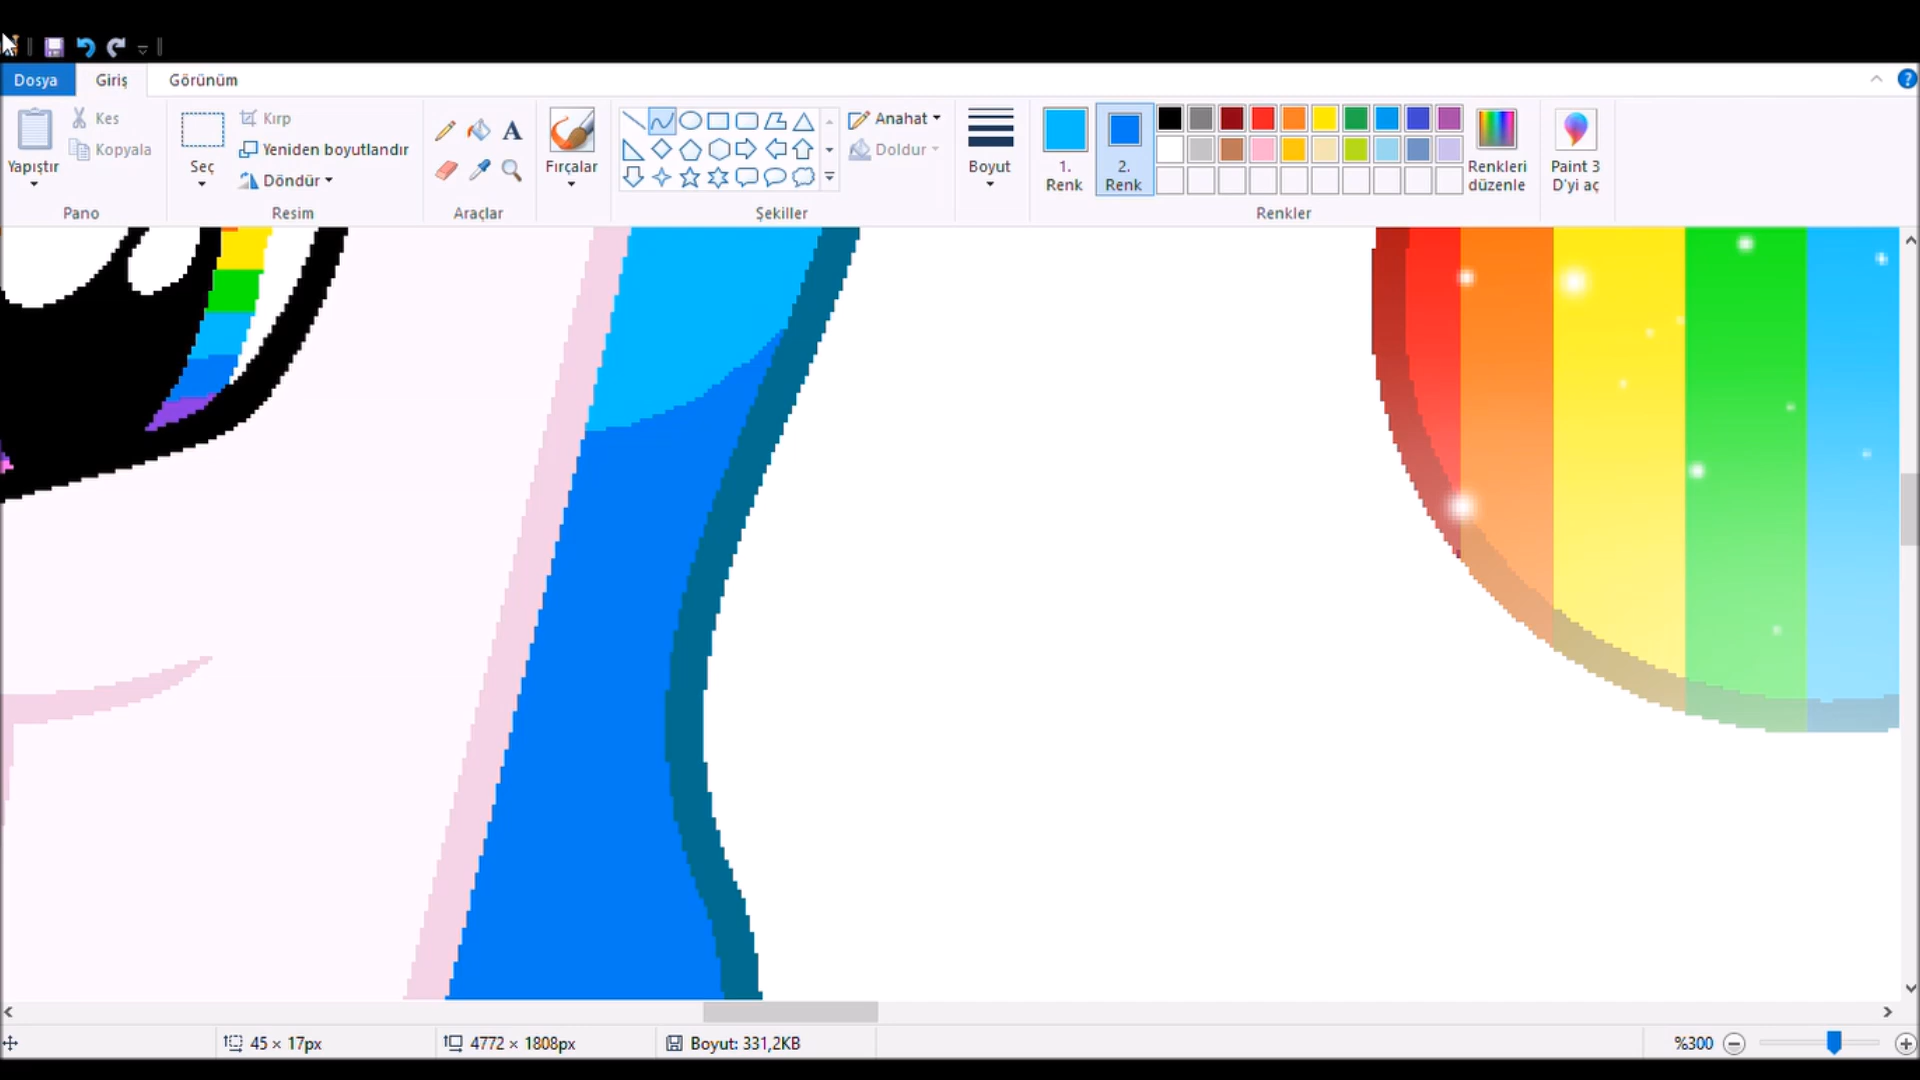 Dosya Giriş Görünüm
Kes
Kopyala
Yapıştır
Pano
Seç
Kırp
Yeniden boyutlandır
Döndür
Resim
A
Araçlar
Fırçalar
Şekiller
Anahat
Doldur
Boyut
1.
Renk
2.
Renk
Renkler
Renkleri
düzenle
Paint 3
D'yi aç
45 × 17px
4772 × 1808px
Boyut: 331,2KB
%300